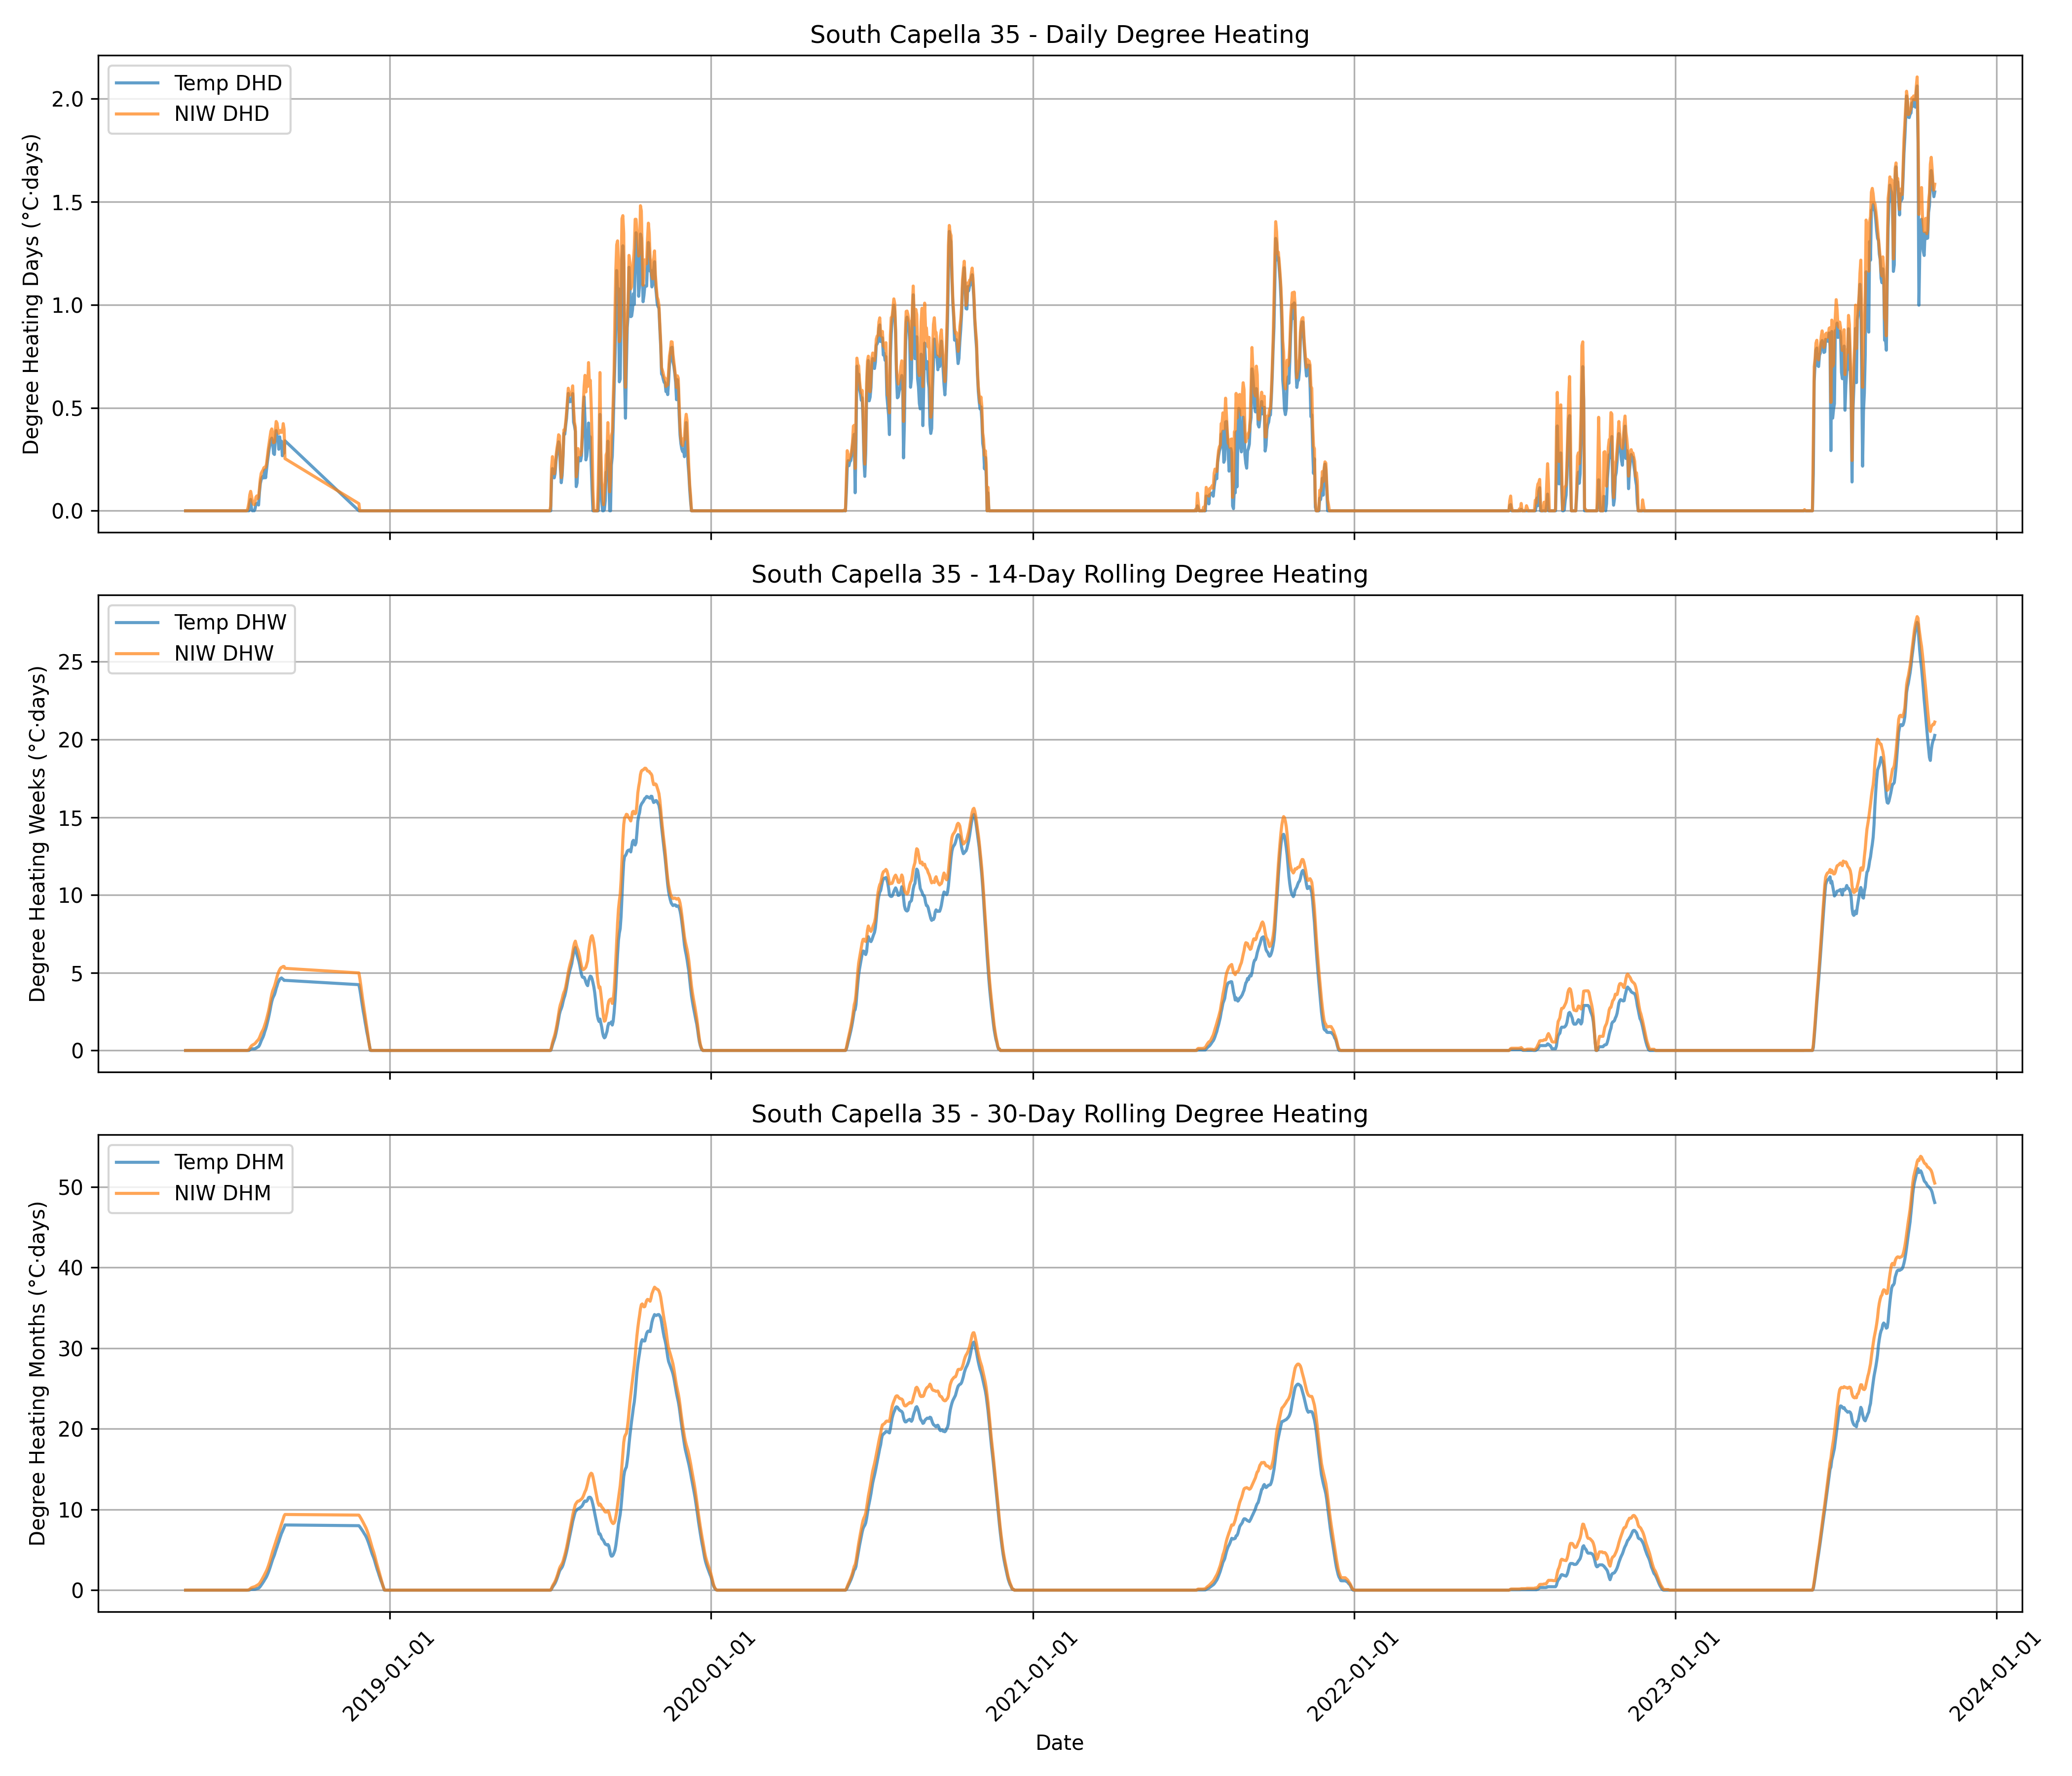 South Capella 35 - Daily Degree Heating
Temp DHD
NIW DHD
Degree Heating Days (°C·days)
2.0
1.5
1.0
0.5
0.0
South Capella 35 - 14-Day Rolling Degree Heating
Temp DHW
NIW DHW
Degree Heating Weeks (°C·days)
25
20
15
10
5
0
South Capella 35 - 30-Day Rolling Degree Heating
Temp DHM
NIW DHM
Degree Heating Months (°C·days)
50
40
30
20
10
0
2019-01-01
2020-01-01
2021-01-01
2022-01-01
2023-01-01
2024-01-01
Date